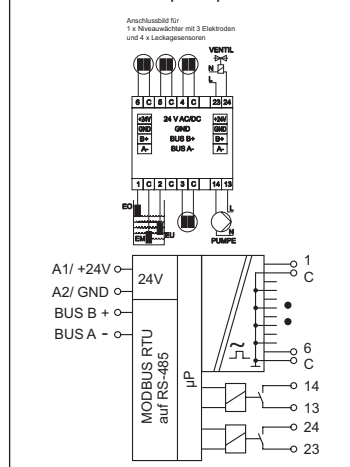 Anschlussbild für
1 x Niveauwächter mit 3 Elektroden
und 4 x Leckagesensoren
VENTIL
N
L
6 C 5 C 4 C 23 24
+24V 24 V AC/DC +24V
GND GND GND
B+ BUS B+ B+
A- BUS A- A-
1 C 2 C 3 C 14 13
EO
EM
EU
L
N
PUMPE
A1/ +24V
A2/ GND
BUS B +
BUS A -
24V
MODBUS RTU
auf RS-485
µP
1
C
6
C
14
13
24
23